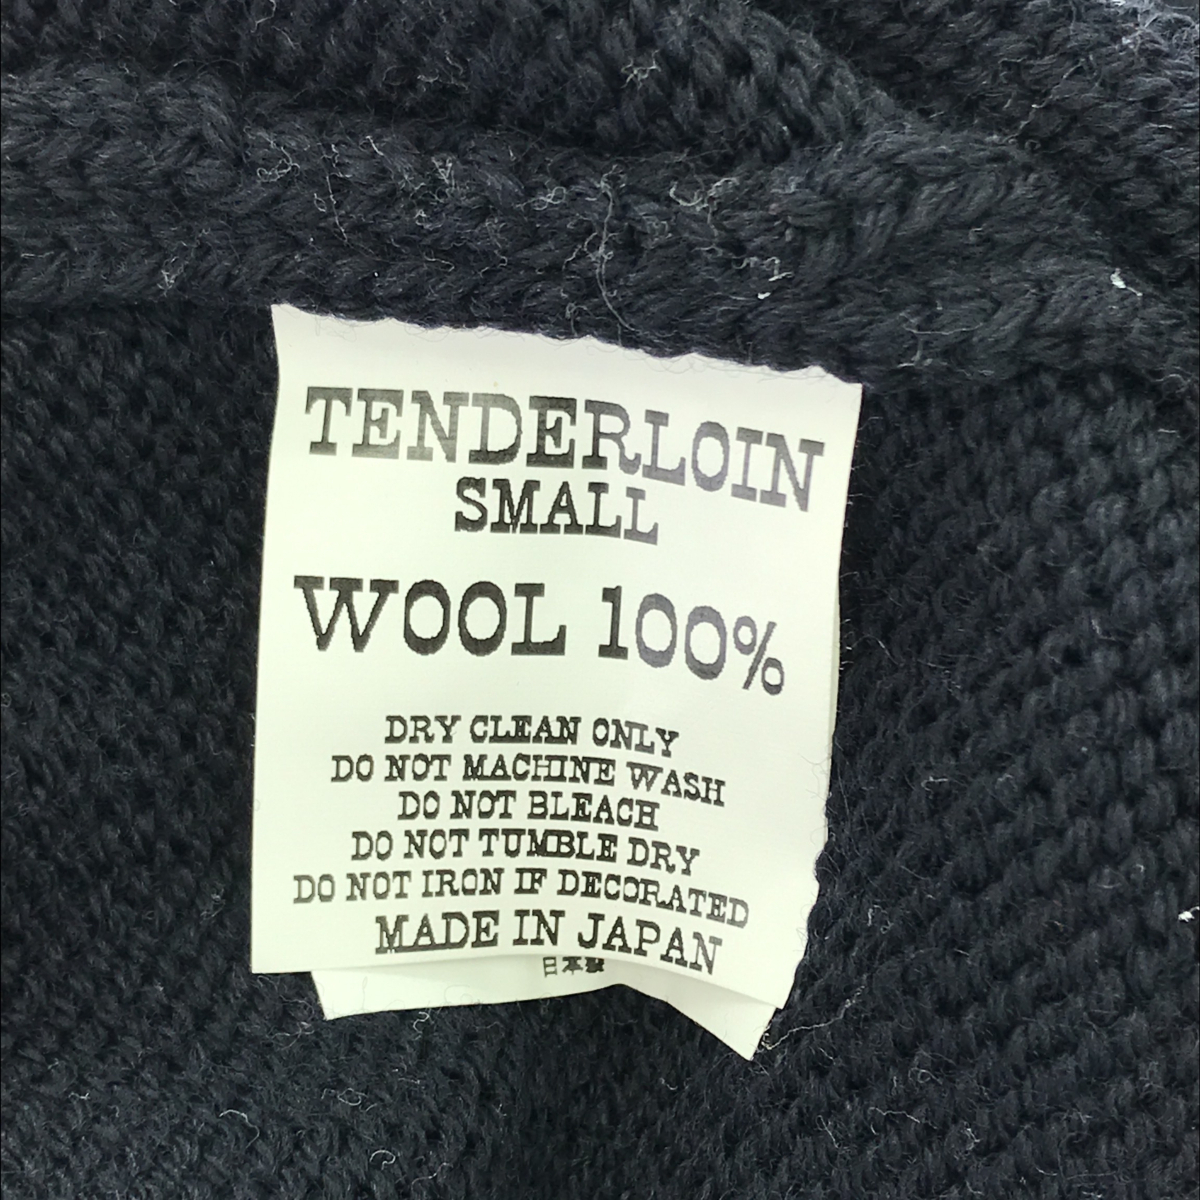 TENDERLOIN
SMALL
WOOL 100%
DRY CLEAN ONLY
DO NOT MACHINE WASH
DO NOT BLEACH
DO NOT TUMBLE DRY
DO NOT IRON IF DECORATED
MADE IN JAPAN
日本製